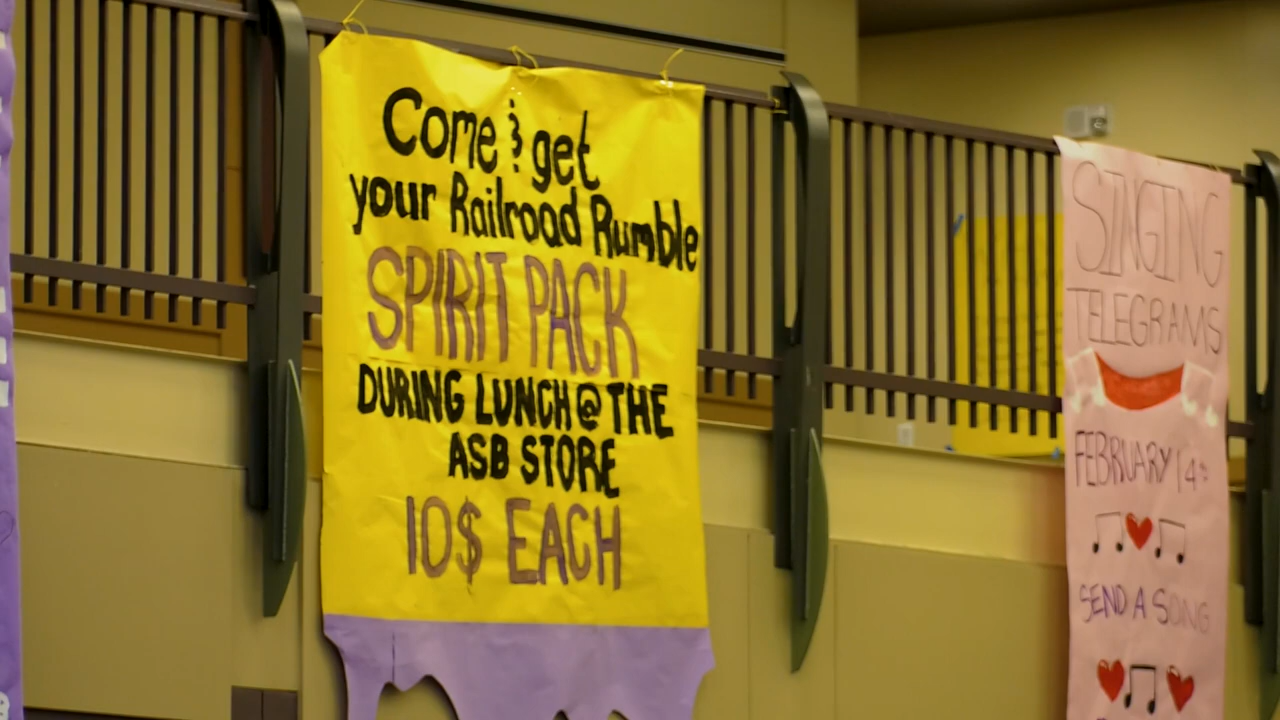 Come & get
your Railroad Rumble
SPIRIT PACK
DURING LUNCH @ THE
ASB STORE
10$ EACH
SINGING
TELEGRAMS
FEBRUARY 14th
SEND A SONG